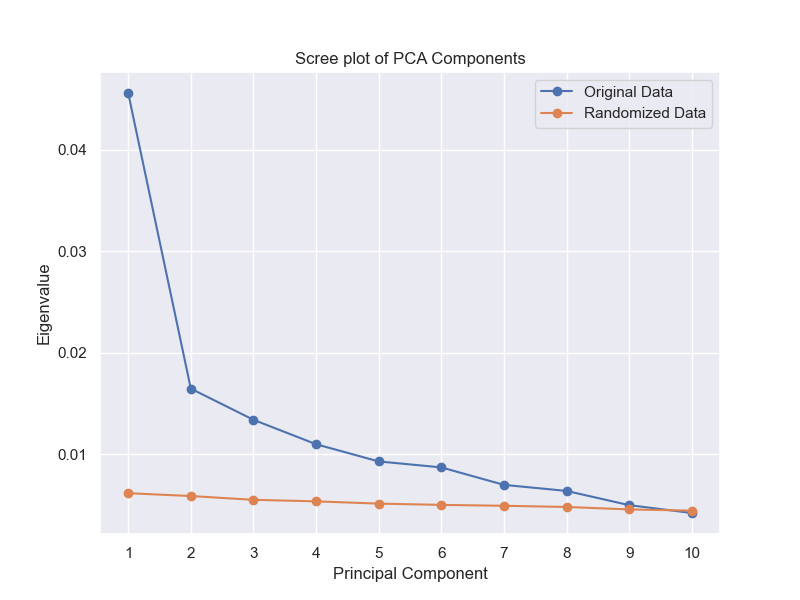 Scree plot of PCA Components
Original Data
Randomized Data
0.04
0.03
0.02
0.01
Eigenvalue
1 2 3 4 5 6 7 8 9 10
Principal Component